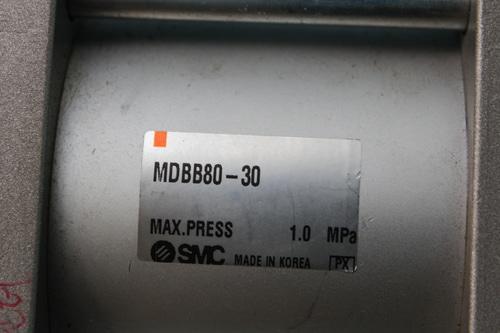 MDBB80-30
MAX.PRESS 1.0 MPa
SMC MADE IN KOREA PX